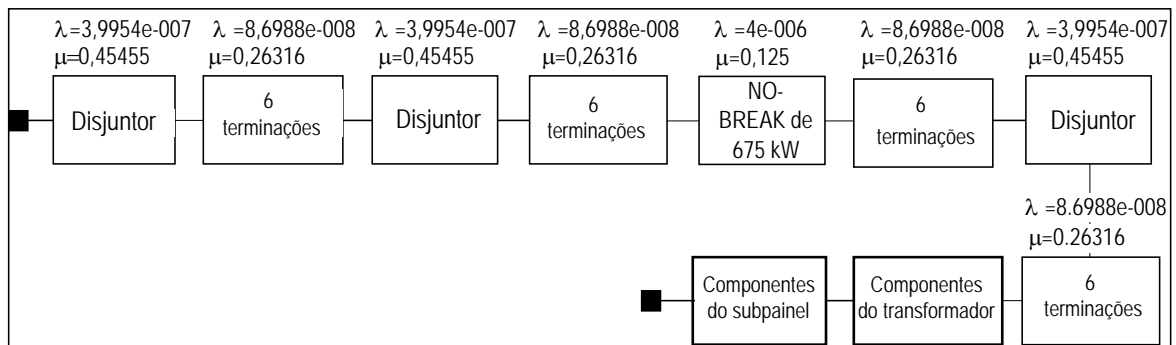 λ=3,9954e-007
μ=0,45455
Disjuntor
λ =8,6988e-008
μ=0,26316
6
terminações
λ=3,9954e-007
μ=0,45455
Disjuntor
λ =8,6988e-008
μ=0,26316
6
terminações
λ=4e-006
μ=0,125
NO-
BREAK de
675 kW
λ =8,6988e-008
μ=0,26316
6
terminações
λ=3,9954e-007
μ=0,45455
Disjuntor
λ =8.6988e-008
μ=0.26316
6
terminações
Componentes
do transformador
Componentes
do subpainel